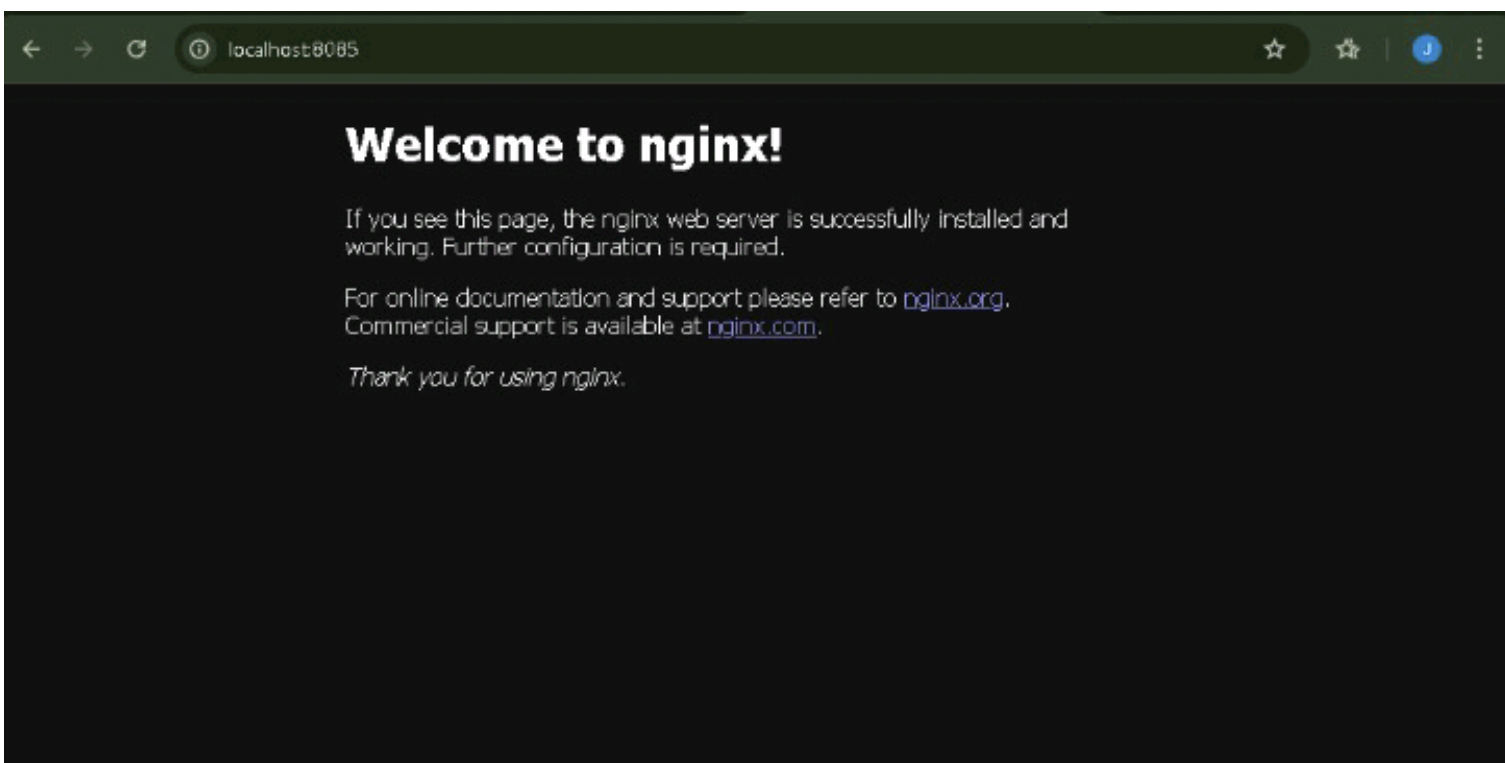 localhost:8085
J
Welcome to nginx!
If you see this page, the nginx web server is successfully installed and
working. Further configuration is required.
For online documentation and support please refer to nginx.org.
Commercial support is available at nginx.com.
Thank you for using nginx.